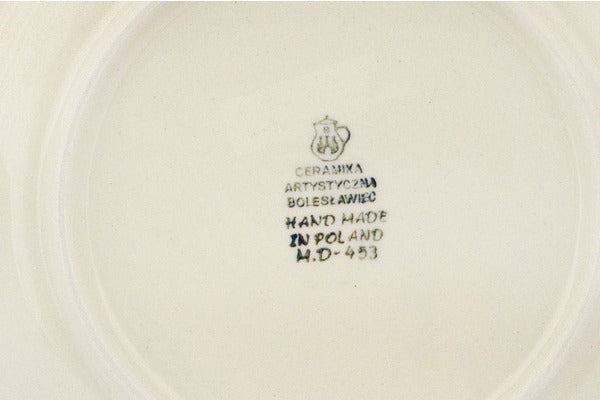 B
CERAMIKA
ARTYSTYCZNA
BOLESŁAWIEC
HAND MADE
IN POLAND
M.D-453